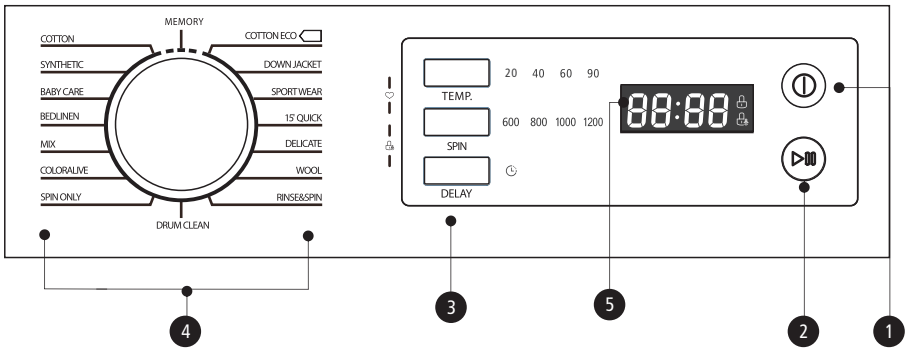 MEMORY
COTTON
COTTON ECO
SYNTHETIC
DOWN JACKET
BABY CARE
SPORT WEAR
BEDLINEN
15' QUICK
MIX
DELICATE
COLORALIVE
WOOL
SPIN ONLY
RINSE&SPIN
DRUM CLEAN
20 40 60 90
TEMP.
600 800 1000 1200
SPIN
DELAY
88:88
1
2
3
4
5